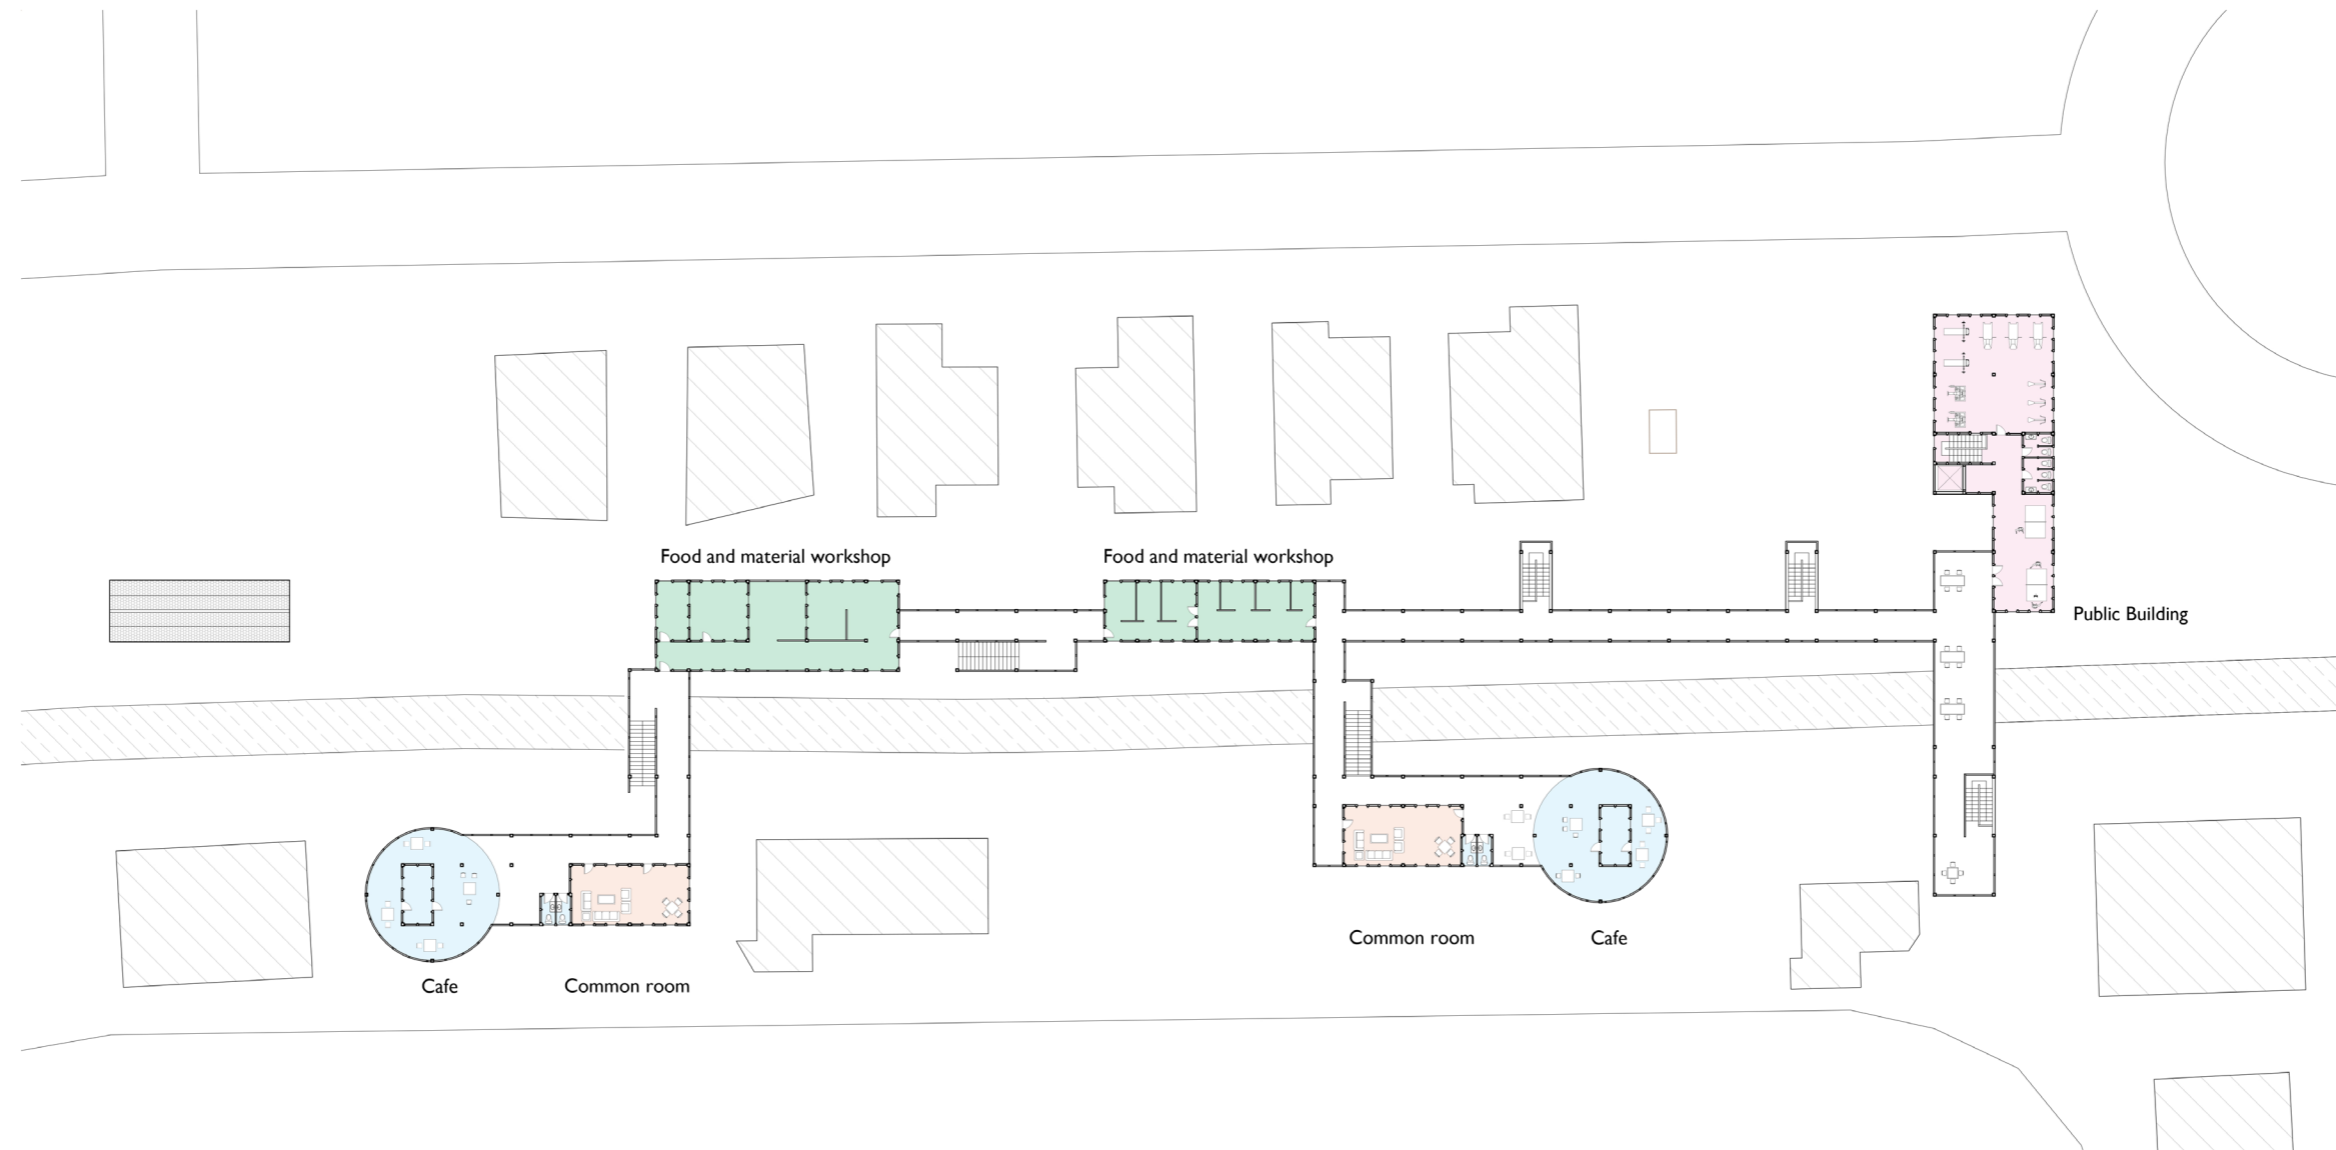 Food and material workshop
Food and material workshop
Public Building
Common room
Cafe
Cafe
Common room